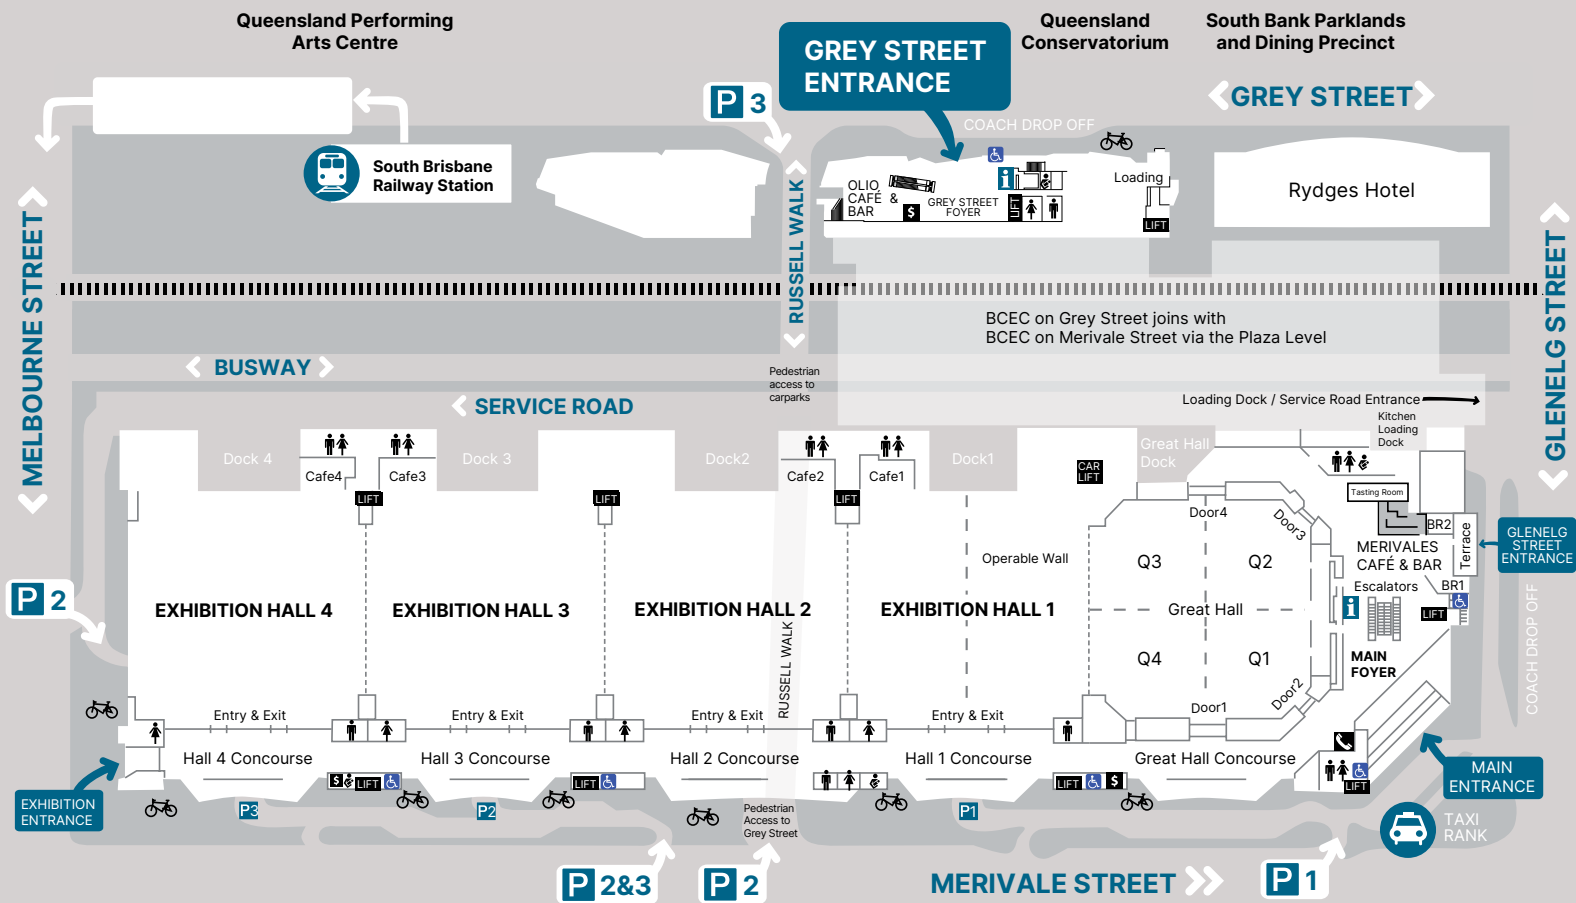 Queensland Performing
Arts Centre
GREY STREET
ENTRANCE
Queensland
Conservatorium
South Bank Parklands
and Dining Precinct
GREY STREET
P 3
COACH DROP OFF
South Brisbane
Railway Station
OLIO
CAFÉ &
BAR
$
GREY STREET
FOYER
i
LIFT
Loading
LIFT
Rydges Hotel
MELBOURNE STREET
RUSSELL WALK
GLENELG STREET
BCEC on Grey Street joins with
BCEC on Merivale Street via the Plaza Level
BUSWAY
Pedestrian
access to
carparks
SERVICE ROAD
Loading Dock / Service Road Entrance
Kitchen
Loading
Dock
Dock 4
Cafe4
Cafe3
Dock 3
Dock2
Cafe2
Cafe1
Dock1
CAR
LIFT
Great Hall
Dock
LIFT
LIFT
LIFT
Tasting Room
BR2
Terrace
GLENELG
STREET
ENTRANCE
Door4
Door3
Operable Wall
Q3
Q2
MERIVALES
CAFÉ & BAR
Escalators
BR1
LIFT
i
P 2
EXHIBITION HALL 4
EXHIBITION HALL 3
EXHIBITION HALL 2
EXHIBITION HALL 1
Great Hall
COACH DROP OFF
RUSSELL WALK
Q4
Q1
MAIN
FOYER
Door2
Door1
Entry & Exit
Entry & Exit
Entry & Exit
Entry & Exit
Hall 4 Concourse
Hall 3 Concourse
Hall 2 Concourse
Hall 1 Concourse
Great Hall Concourse
$
LIFT
LIFT
LIFT
$
LIFT
MAIN
ENTRANCE
EXHIBITION
ENTRANCE
P3
P2
P1
Pedestrian
Access to
Grey Street
TAXI
RANK
P 2&3
P 2
MERIVALE STREET
P 1